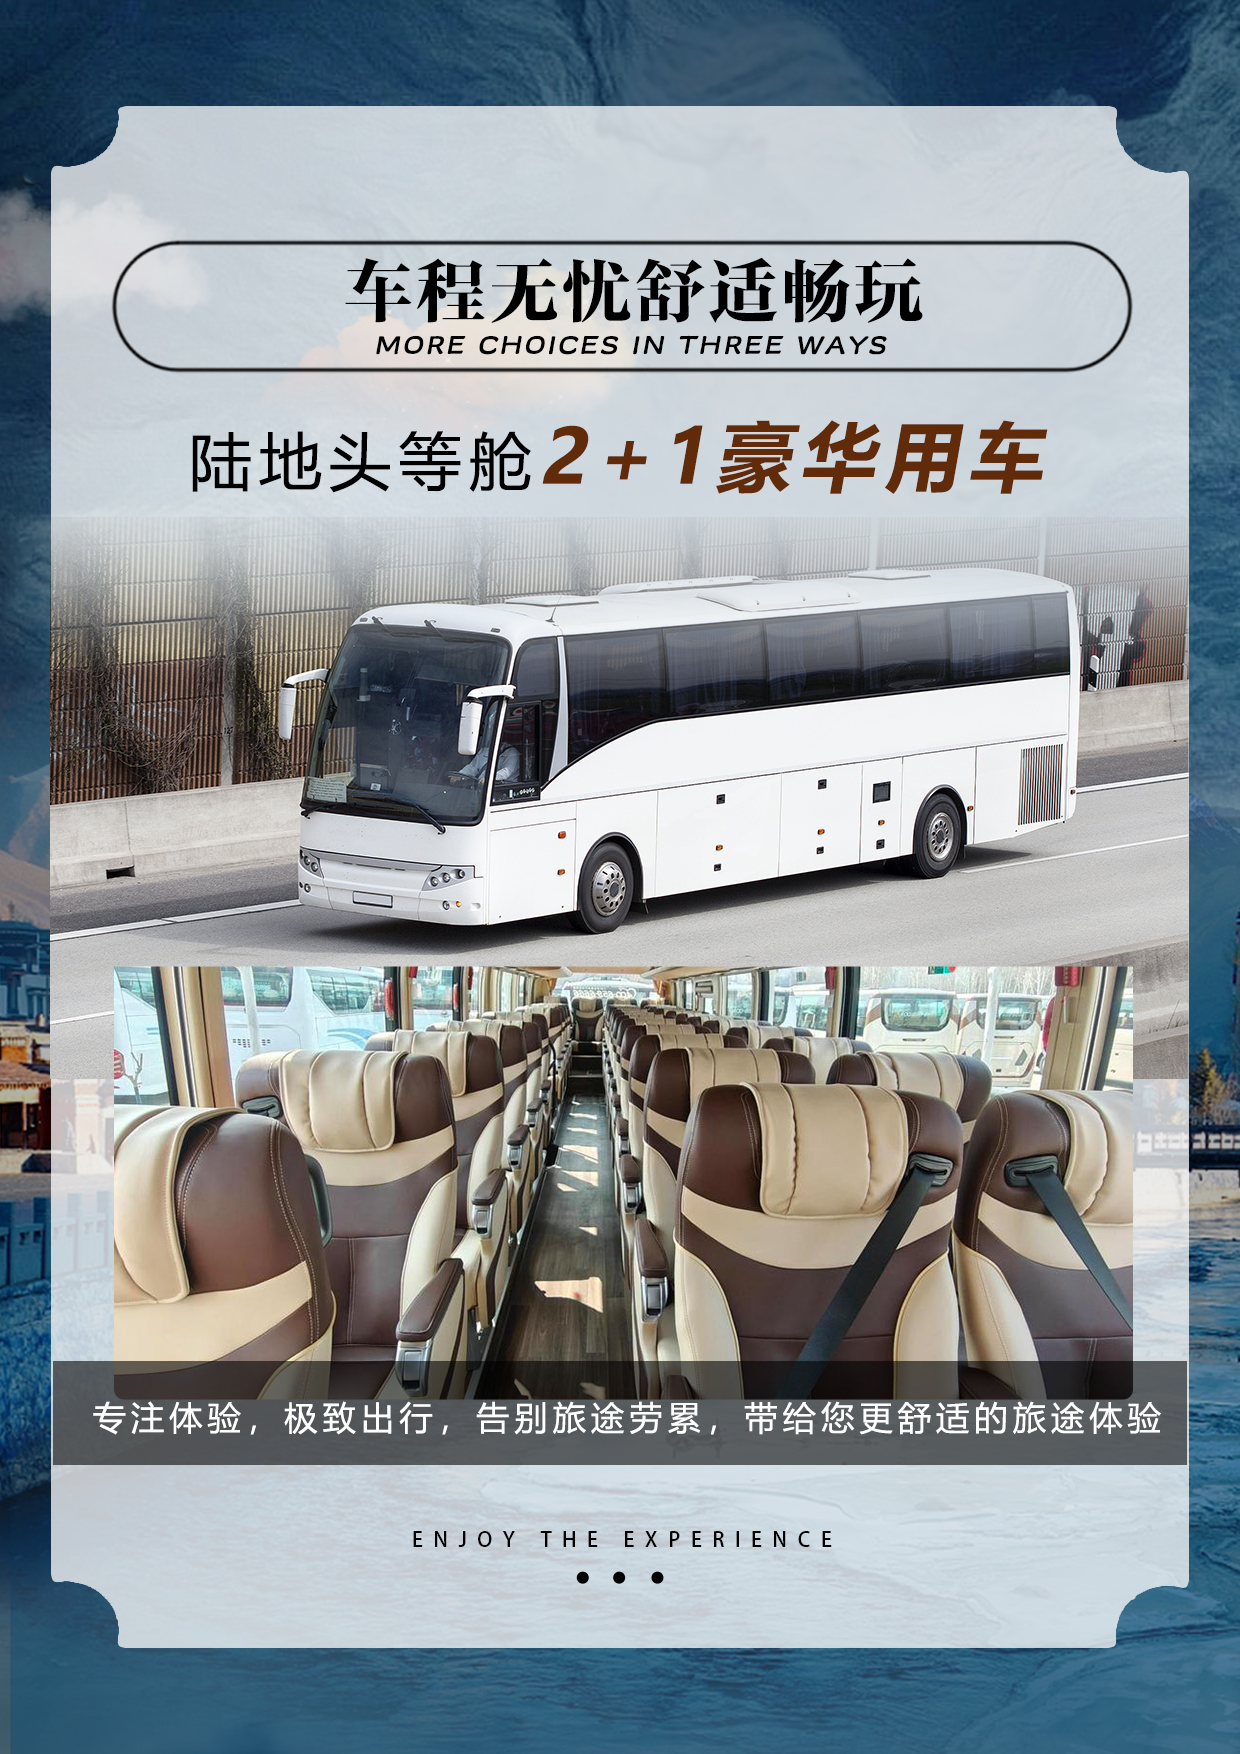 车程无忧舒适畅玩
MORE CHOICES IN THREE WAYS
陆地头等舱2+1豪华用车
专注体验，极致出行，告别旅途劳累，带给您更舒适的旅途体验
ENJOY THE EXPERIENCE